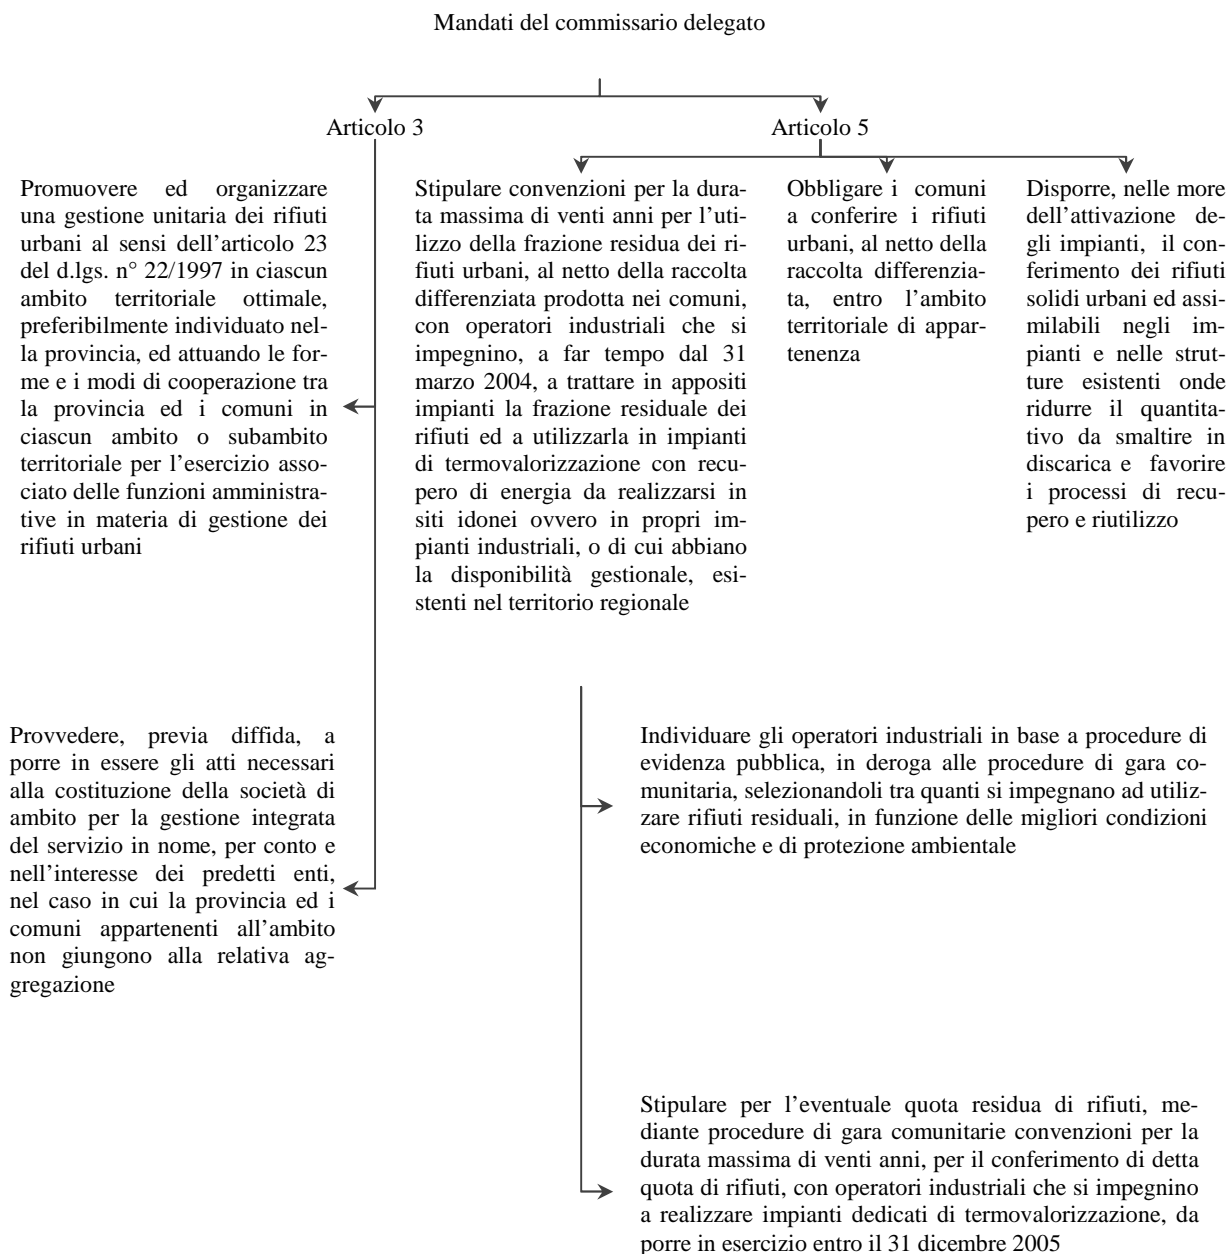 Mandati del commissario delegato
Articolo 3
Articolo 5
Promuovere ed organizzare
una gestione unitaria dei rifiuti
urbani al sensi dell’articolo 23
del d.lgs. n° 22/1997 in ciascun
ambito territoriale ottimale,
preferibilmente individuato nel-
la provincia, ed attuando le for-
me e i modi di cooperazione tra
la provincia ed i comuni in
ciascun ambito o subambito
territoriale per l’esercizio asso-
ciato delle funzioni amministra-
tive in materia di gestione dei
rifiuti urbani
Stipulare convenzioni per la dura-
ta massima di venti anni per l’uti-
lizzo della frazione residua dei ri-
fiuti urbani, al netto della raccolta
differenziata prodotta nei comuni,
con operatori industriali che si
impegnino, a far tempo dal 31
marzo 2004, a trattare in appositi
impianti la frazione residuale dei
rifiuti ed a utilizzarla in impianti
di termovalorizzazione con recu-
pero di energia da realizzarsi in
siti idonei ovvero in propri im-
pianti industriali, o di cui abbiano
la disponibilità gestionale, esi-
stenti nel territorio regionale
Obbligare i comuni
a conferire i rifiuti
urbani, al netto della
raccolta differenzia-
ta, entro l’ambito
territoriale di appar-
tenenza
Disporre, nelle more
dell’attivazione de-
gli impianti, il con-
ferimento dei rifiuti
solidi urbani ed assi-
milabili negli im-
pianti e nelle strut-
ture esistenti onde
ridurre il quantita-
tivo da smaltire in
discarica e favorire
i processi di recu-
pero e riutilizzo
Provvedere, previa diffida, a
porre in essere gli atti necessari
alla costituzione della società di
ambito per la gestione integrata
del servizio in nome, per conto e
nell’interesse dei predetti enti,
nel caso in cui la provincia ed i
comuni appartenenti all’ambito
non giungono alla relativa ag-
gregazione
Individuare gli operatori industriali in base a procedure di
evidenza pubblica, in deroga alle procedure di gara co-
munitaria, selezionandoli tra quanti si impegnano ad utiliz-
zare rifiuti residuali, in funzione delle migliori condizioni
economiche e di protezione ambientale
Stipulare per l’eventuale quota residua di rifiuti, me-
diante procedure di gara comunitarie convenzioni per la
durata massima di venti anni, per il conferimento di detta
quota di rifiuti, con operatori industriali che si impegnino
a realizzare impianti dedicati di termovalorizzazione, da
porre in esercizio entro il 31 dicembre 2005